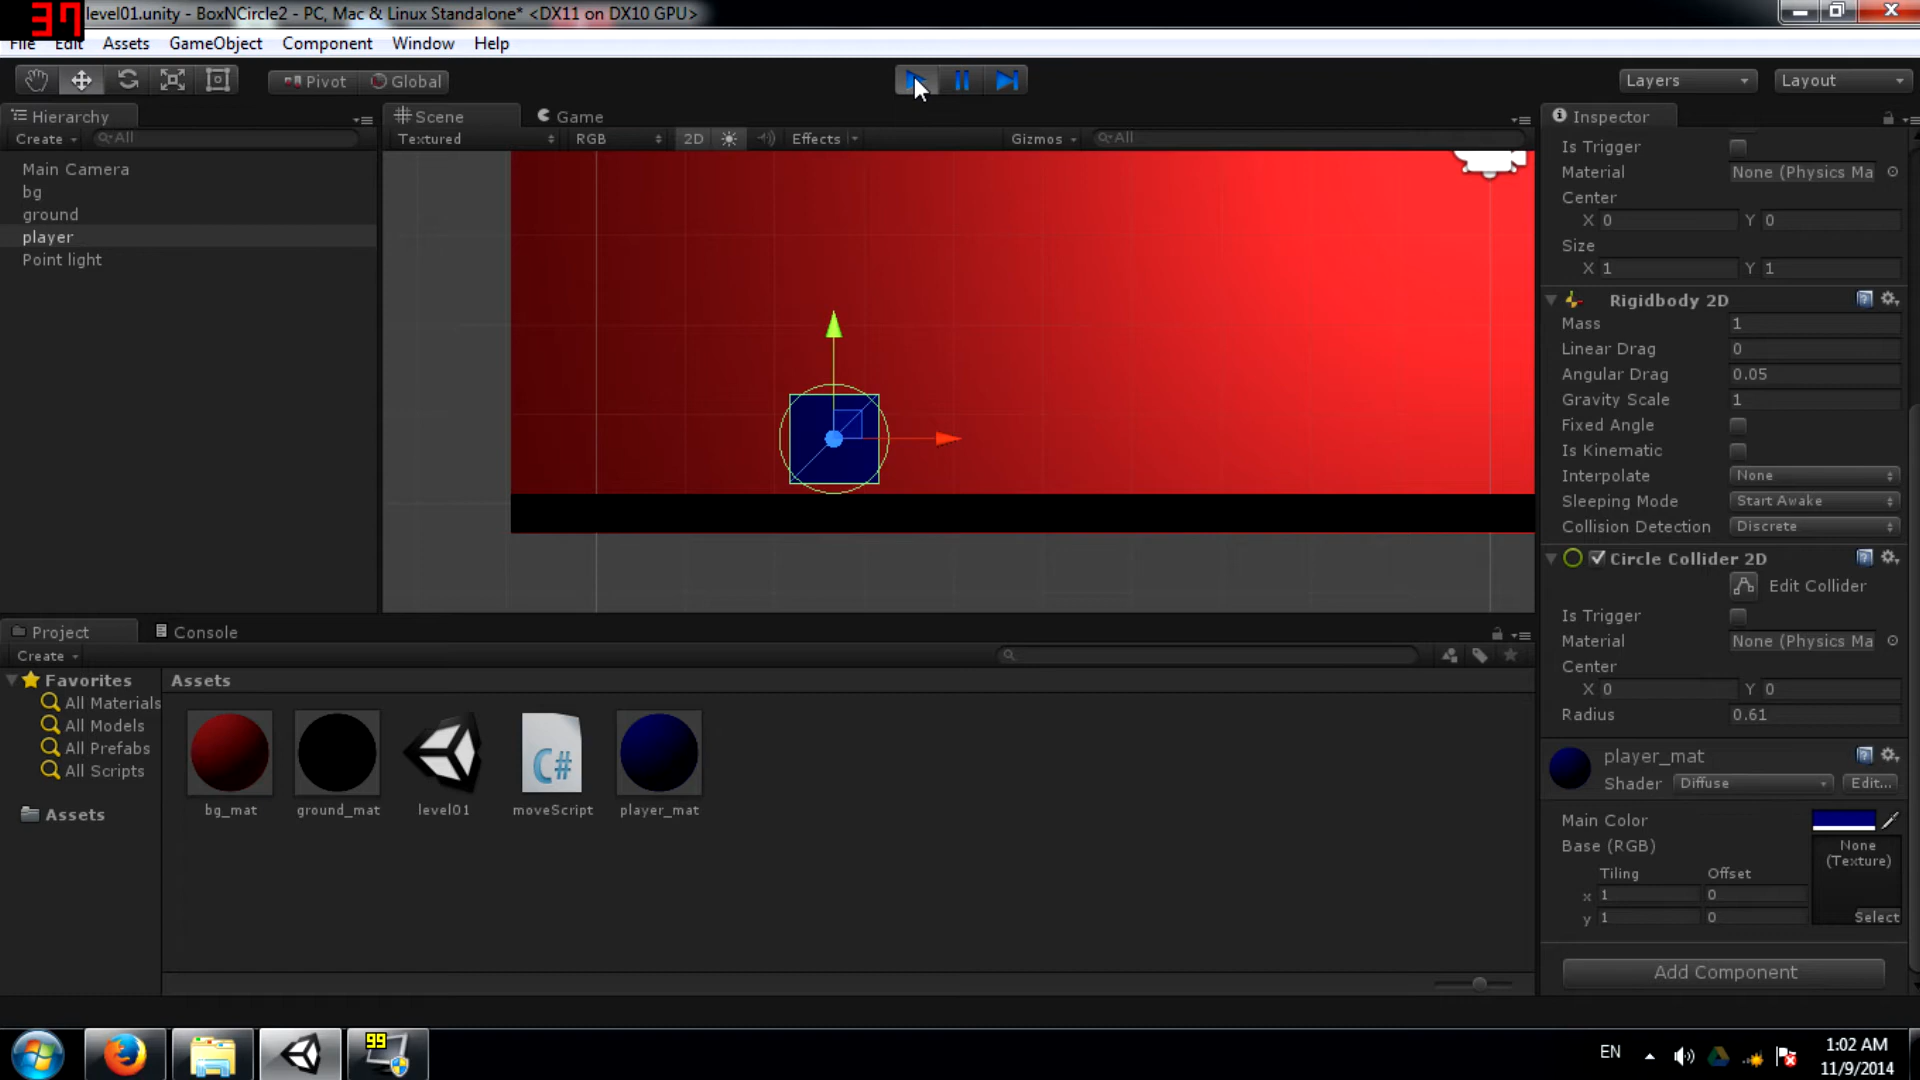 37
level01.unity - BoxNCircle2 - PC, Mac & Linux Standalone* <DX11 on DX10 GPU>
File Edit Assets GameObject Component Window Help
Pivot Global
Layers Layout
Hierarchy
Create All
Main Camera
bg
ground
player
Point light
Scene Game
Textured RGB 2D Effects Gizmos All
Inspector
Is Trigger
Material None (Physics Ma
Center
X 0 Y 0
Size
X 1 Y 1
Rigidbody 2D
Mass 1
Linear Drag 0
Angular Drag 0.05
Gravity Scale 1
Fixed Angle
Is Kinematic
Interpolate None
Sleeping Mode Start Awake
Collision Detection Discrete
Circle Collider 2D
Edit Collider
Is Trigger
Material None (Physics Ma
Center
X 0 Y 0
Radius 0.61
player_mat
Shader Diffuse Edit...
Main Color
Base (RGB)
None
(Texture)
Tiling Offset
x 1 0
y 1 0
Select
Add Component
Project Console
Create
Favorites
All Materials
All Models
All Prefabs
All Scripts
Assets
Assets
bg_mat ground_mat level01 moveScript player_mat
C#
99
EN
1:02 AM
11/9/2014